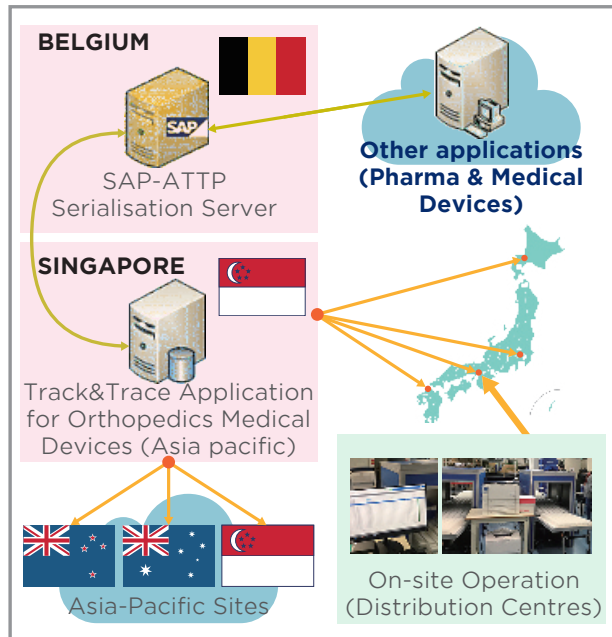 BELGIUM
SAP
SAP-ATTP
Serialisation Server
Other applications
(Pharma & Medical
Devices)
SINGAPORE
Track&Trace Application
for Orthopedics Medical
Devices (Asia pacific)
Asia-Pacific Sites
On-site Operation
(Distribution Centres)